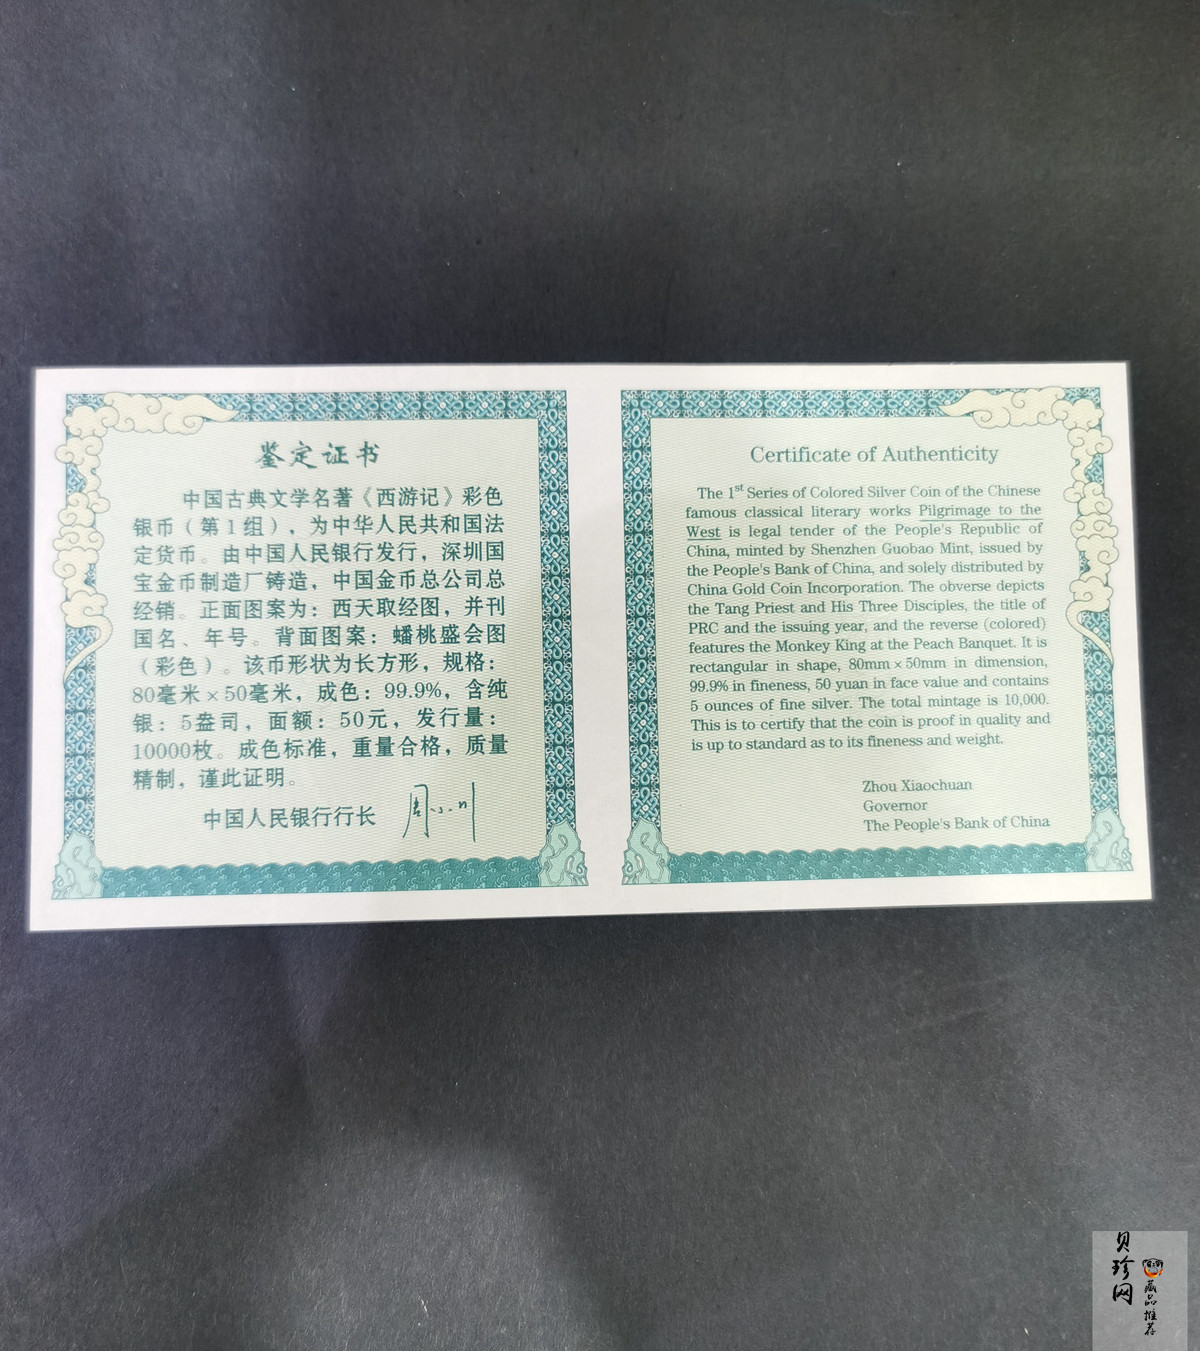 鉴定证书
中国古典文学名著《西游记》彩色
银币（第1组），为中华人民共和国法
定货币。由中国人民银行发行，深圳国
宝金币制造厂铸造，中国金币总公司总
经销。正面图案为：西天取经图，并刊
国名、年号。背面图案：蟠桃盛会图
（彩色）。该币形状为长方形，规格：
80毫米×50毫米，成色：99.9%，含纯
银：5盎司，面额：50元，发行量：
10000枚。成色标准，重量合格，质量
精制，谨此证明。
中国人民银行行长 周小川
Certificate of Authenticity
The 1st Series of Colored Silver Coin of the Chinese
famous classical literary works Pilgrimage to the
West is legal tender of the People's Republic of
China, minted by Shenzhen Guobao Mint, issued by
the People's Bank of China, and solely distributed by
China Gold Coin Incorporation. The obverse depicts
the Tang Priest and His Three Disciples, the title of
PRC and the issuing year, and the reverse (colored)
features the Monkey King at the Peach Banquet. It is
rectangular in shape, 80mm×50mm in dimension,
99.9% in fineness, 50 yuan in face value and contains
5 ounces of fine silver. The total mintage is 10,000.
This is to certify that the coin is proof in quality and
is up to standard as to its fineness and weight.
Zhou Xiaochuan
Governor
The People's Bank of China
贝珍网
藏品推荐